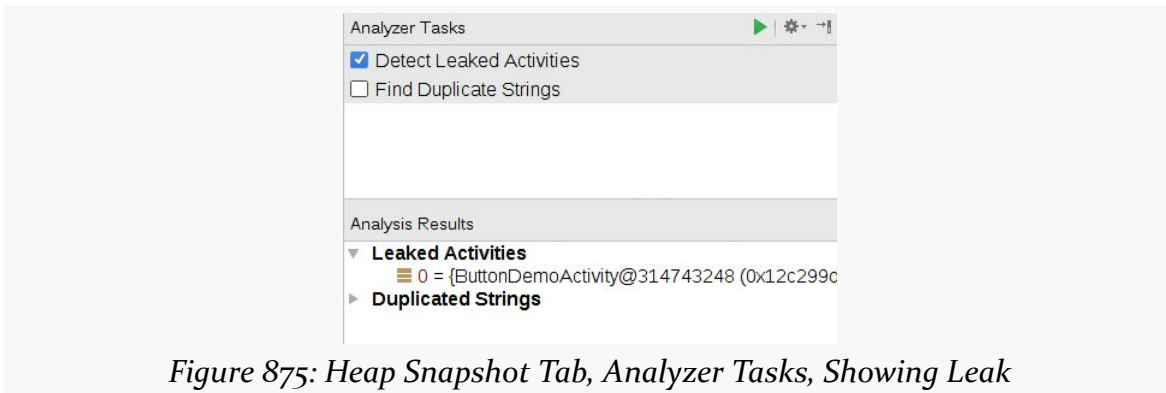 Analyzer Tasks
Detect Leaked Activities
Find Duplicate Strings
Analysis Results
Leaked Activities
0 = {ButtonDemoActivity@314743248 (0x12c299
Duplicated Strings
Figure 875: Heap Snapshot Tab, Analyzer Tasks, Showing Leak